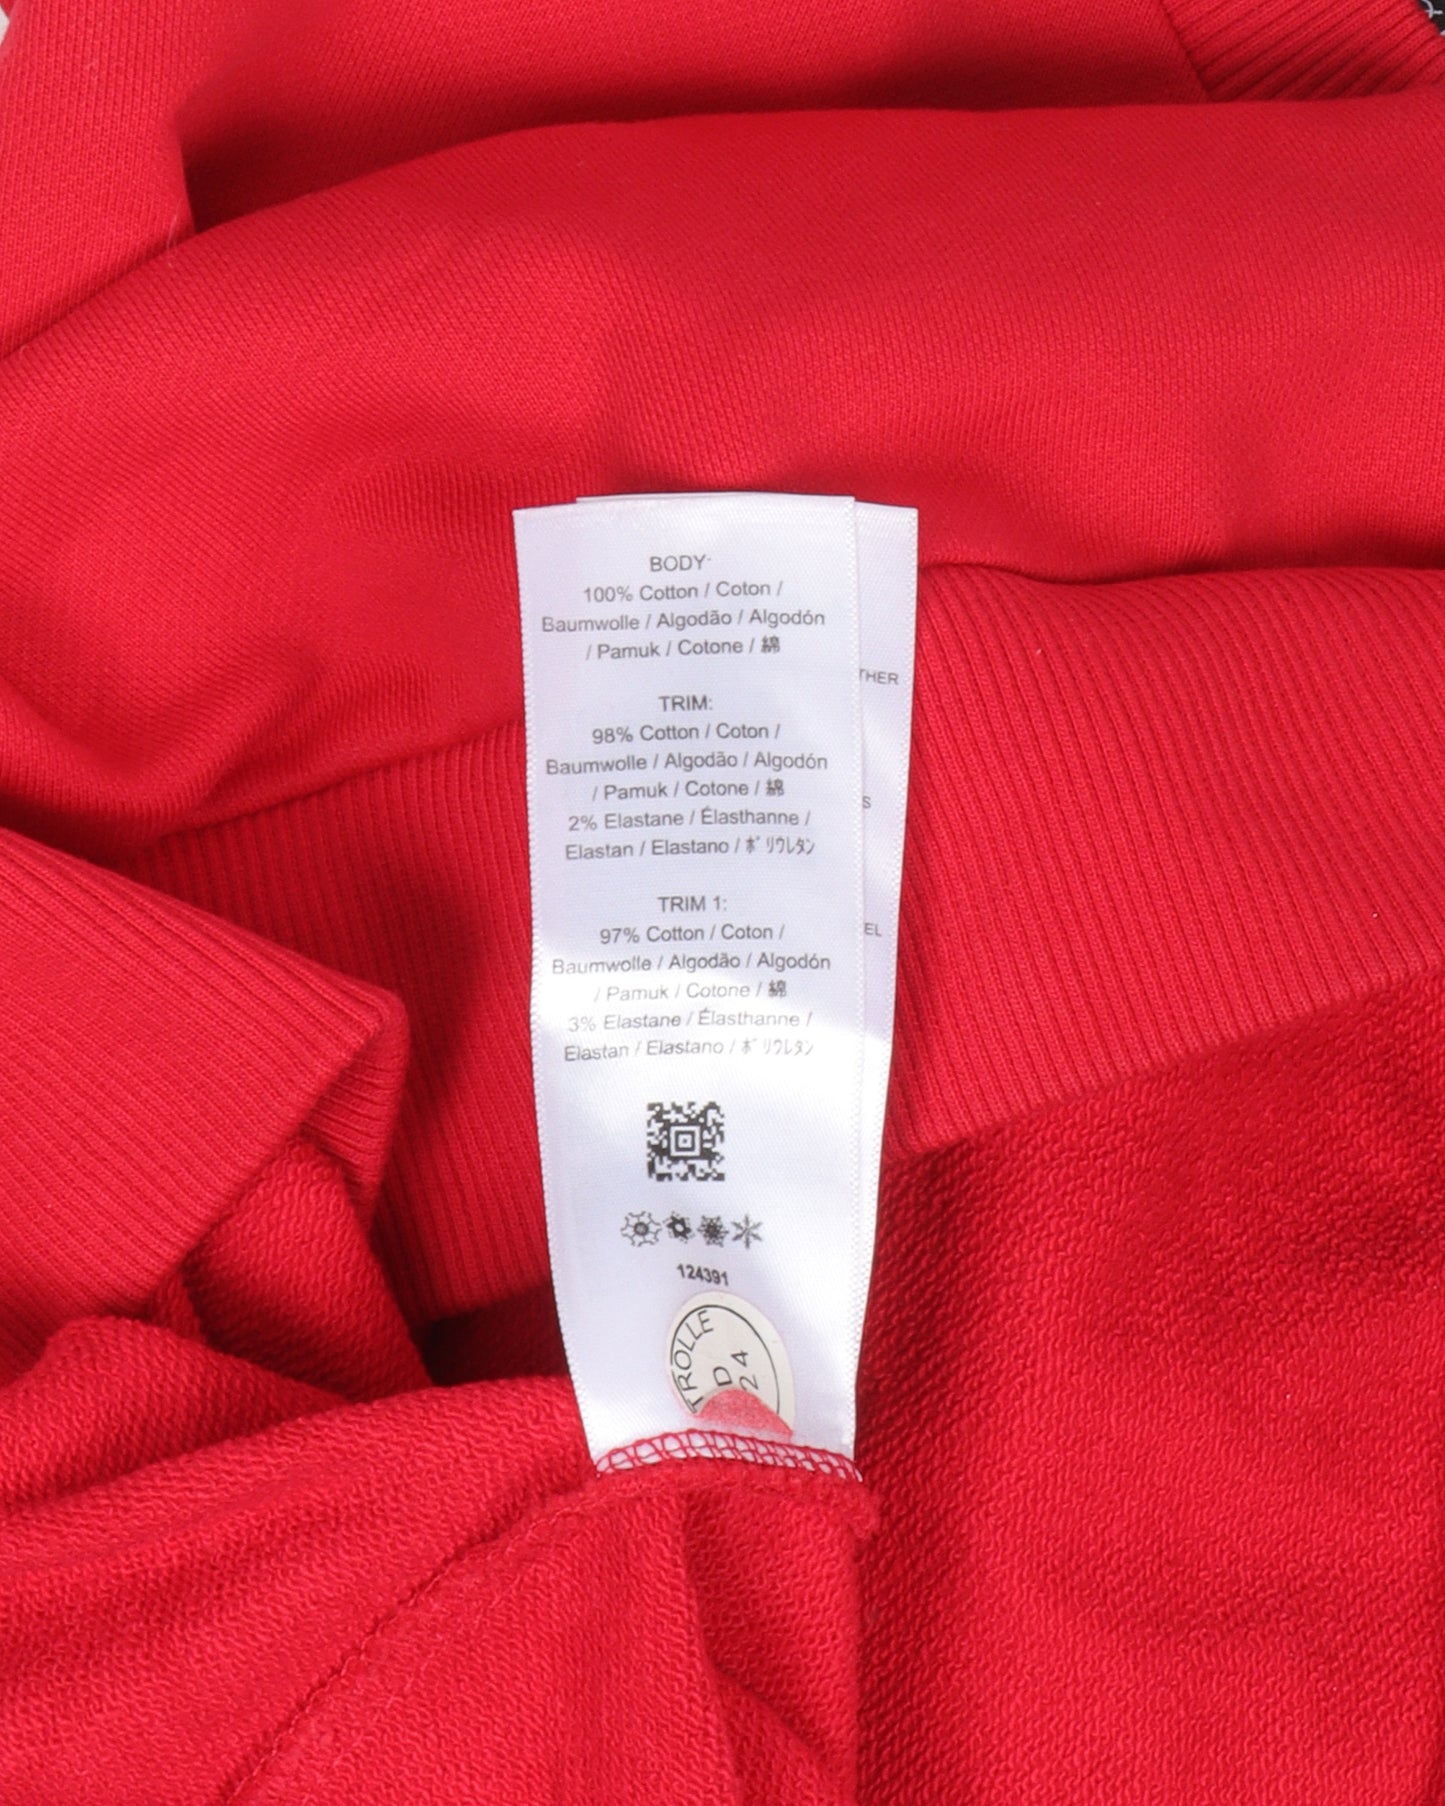 BODY:
100% Cotton / Coton /
Baumwolle / Algodão / Algodón
/ Pamuk / Cotone / 綿
TRIM:
98% Cotton / Coton /
Baumwolle / Algodão / Algodón
/ Pamuk / Cotone / 綿
2% Elastane / Élasthanne /
Elastan / Elastano / ﾎﾟﾘｳﾚﾀﾝ
TRIM 1:
97% Cotton / Coton /
Baumwolle / Algodão / Algodón
/ Pamuk / Cotone / 綿
3% Elastane / Élasthanne /
Elastan / Elastano / ﾎﾟﾘｳﾚﾀﾝ
124391
TROLLE
D
24
THER
S
EL